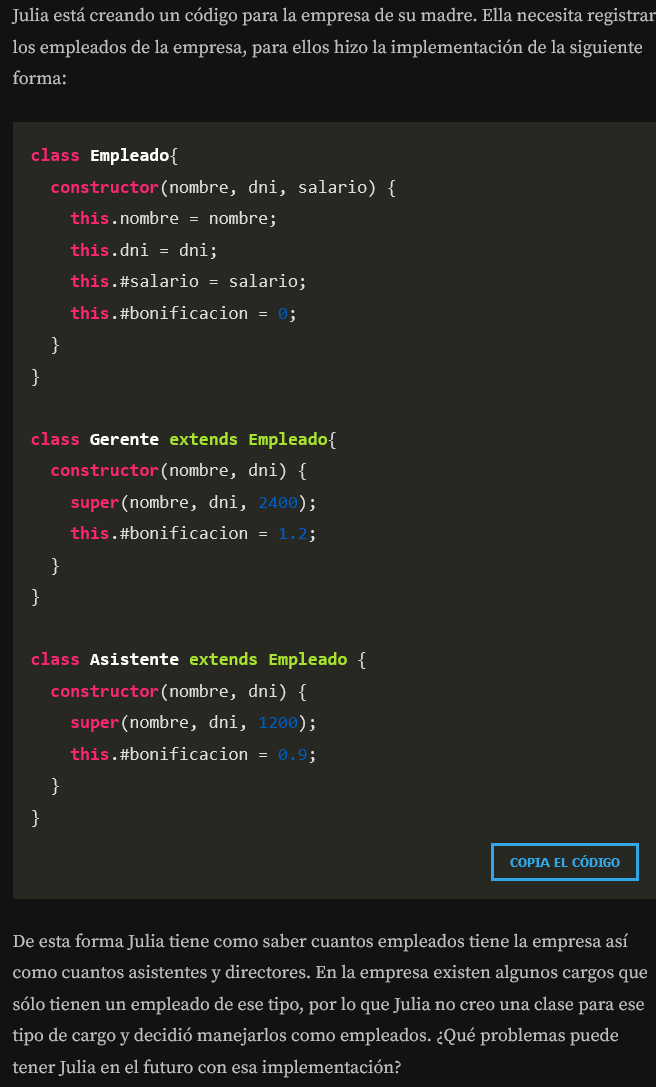 Julia está creando un código para la empresa de su madre. Ella necesita registrar
los empleados de la empresa, para ellos hizo la implementación de la siguiente
forma:
class Empleado{
  constructor(nombre, dni, salario) {
    this.nombre = nombre;
    this.dni = dni;
    this.#salario = salario;
    this.#bonificacion = 0;
  }
}
class Gerente extends Empleado{
  constructor(nombre, dni) {
    super(nombre, dni, 2400);
    this.#bonificacion = 1.2;
  }
}
class Asistente extends Empleado {
  constructor(nombre, dni) {
    super(nombre, dni, 1200);
    this.#bonificacion = 0.9;
  }
}
COPIA EL CÓDIGO
De esta forma Julia tiene como saber cuantos empleados tiene la empresa así
como cuantos asistentes y directores. En la empresa existen algunos cargos que
sólo tienen un empleado de ese tipo, por lo que Julia no creo una clase para ese
tipo de cargo y decidió manejarlos como empleados. ¿Qué problemas puede
tener Julia en el futuro con esa implementación?